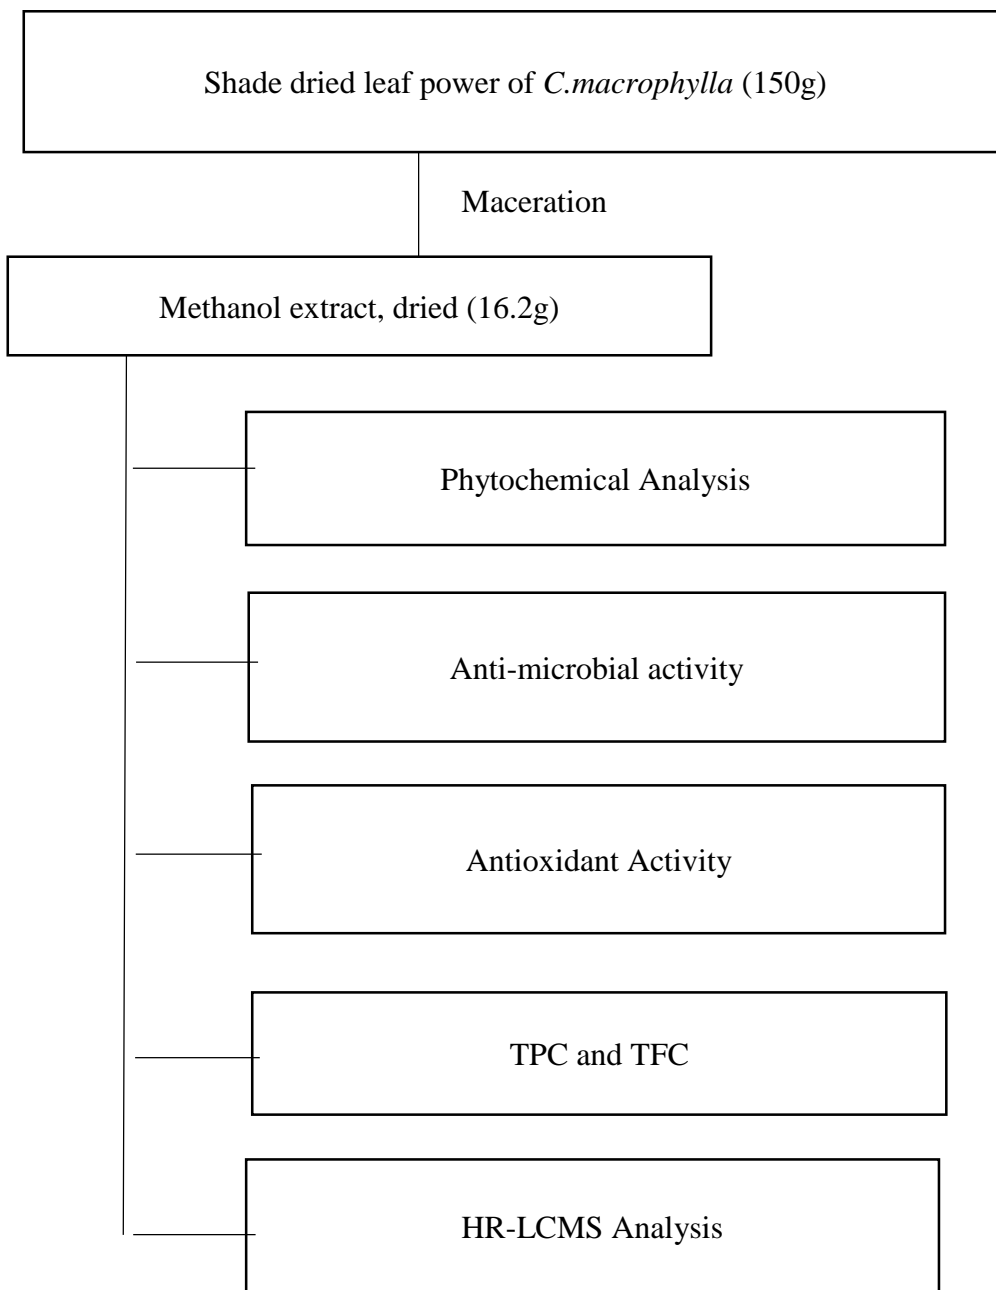 Shade dried leaf power of C.macrophylla (150g)
Maceration
Methanol extract, dried (16.2g)
Phytochemical Analysis
Anti-microbial activity
Antioxidant Activity
TPC and TFC
HR-LCMS Analysis